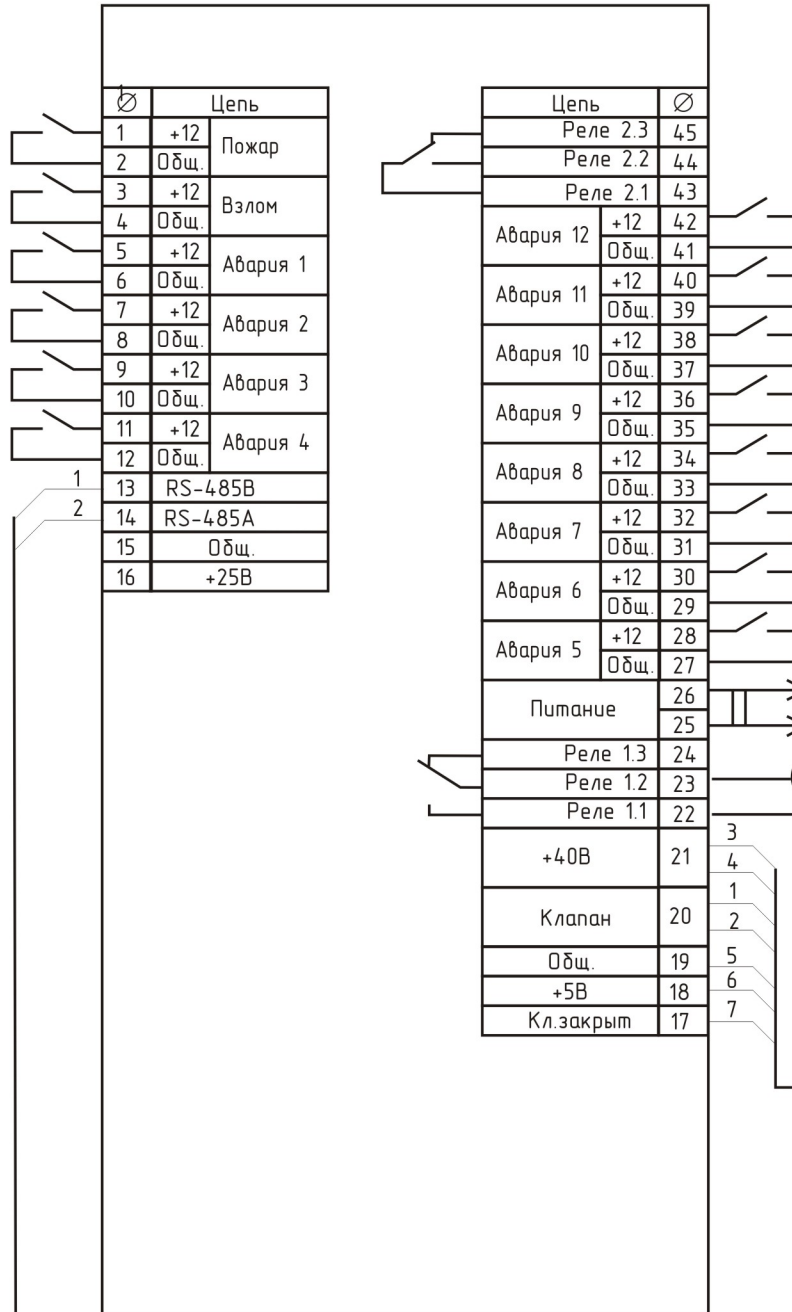 ∅ Цепь
1 +12 Пожар
2 Общ.
3 +12 Взлом
4 Общ.
5 +12 Авария 1
6 Общ.
7 +12 Авария 2
8 Общ.
9 +12 Авария 3
10 Общ.
11 +12 Авария 4
12 Общ.
1 13 RS-485В
2 14 RS-485А
15 Общ.
16 +25В
Цепь ∅
Реле 2.3 45
Реле 2.2 44
Реле 2.1 43
Авария 12 +12 42
Общ. 41
Авария 11 +12 40
Общ. 39
Авария 10 +12 38
Общ. 37
Авария 9 +12 36
Общ. 35
Авария 8 +12 34
Общ. 33
Авария 7 +12 32
Общ. 31
Авария 6 +12 30
Общ. 29
Авария 5 +12 28
Общ. 27
Питание 26
25
Реле 1.3 24
Реле 1.2 23
Реле 1.1 22
+40В 21 3
4
Клапан 20 1
2
Общ. 19 5
+5В 18 6
Кл.закрыт 17 7